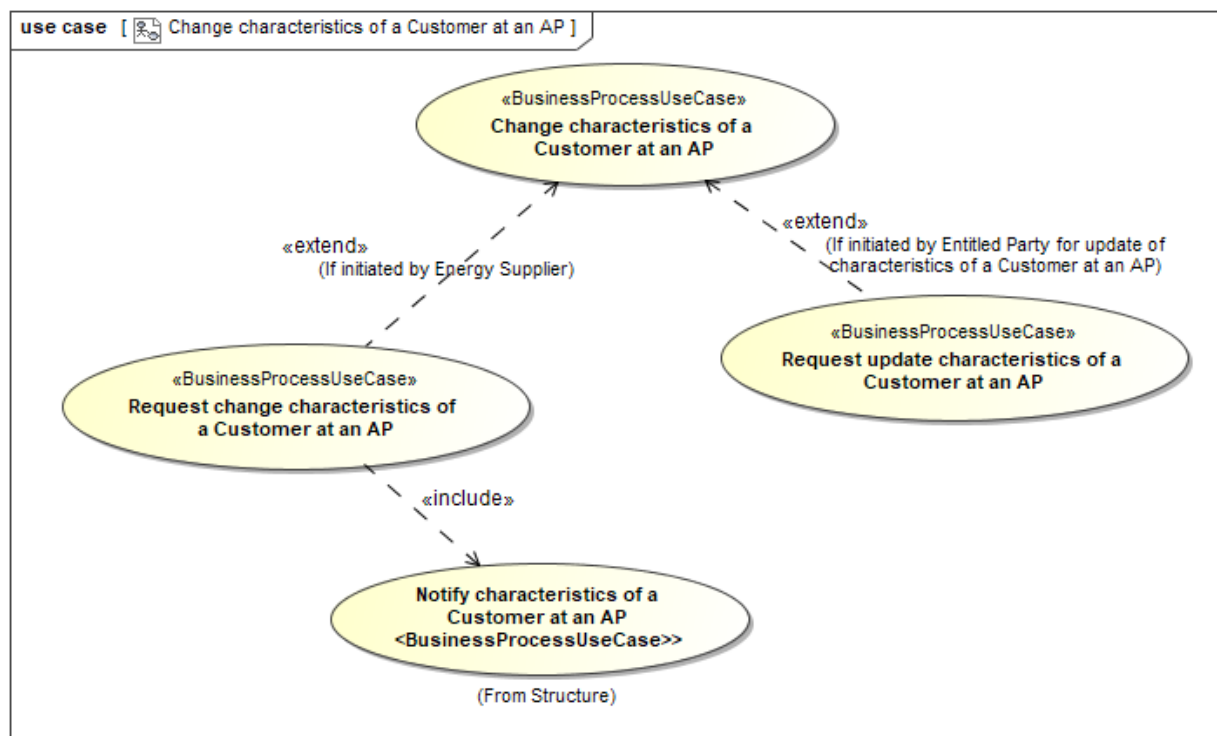 use case [ Change characteristics of a Customer at an AP ]
«BusinessProcessUseCase»
Change characteristics of a
Customer at an AP
«extend»
(If initiated by Energy Supplier)
«extend»
(If initiated by Entitled Party for update of
characteristics of a Customer at an AP)
«BusinessProcessUseCase»
Request change characteristics of
a Customer at an AP
«BusinessProcessUseCase»
Request update characteristics of a
Customer at an AP
«include»
Notify characteristics of a
Customer at an AP
<BusinessProcessUseCase>>
(From Structure)